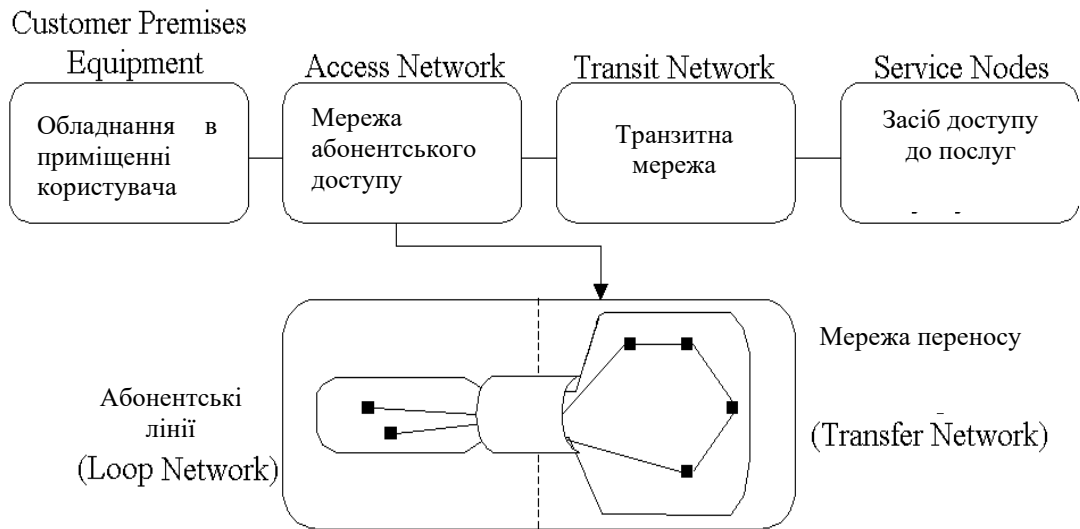 Customer Premises
Equipment
Access Network
Transit Network
Service Nodes
Обладнання в
приміщенні
користувача
Мережа
абонентського
доступу
Транзитна
мережа
Засіб доступу
до послуг
Мережа переносу
(Transfer Network)
Абонентські
лінії
(Loop Network)